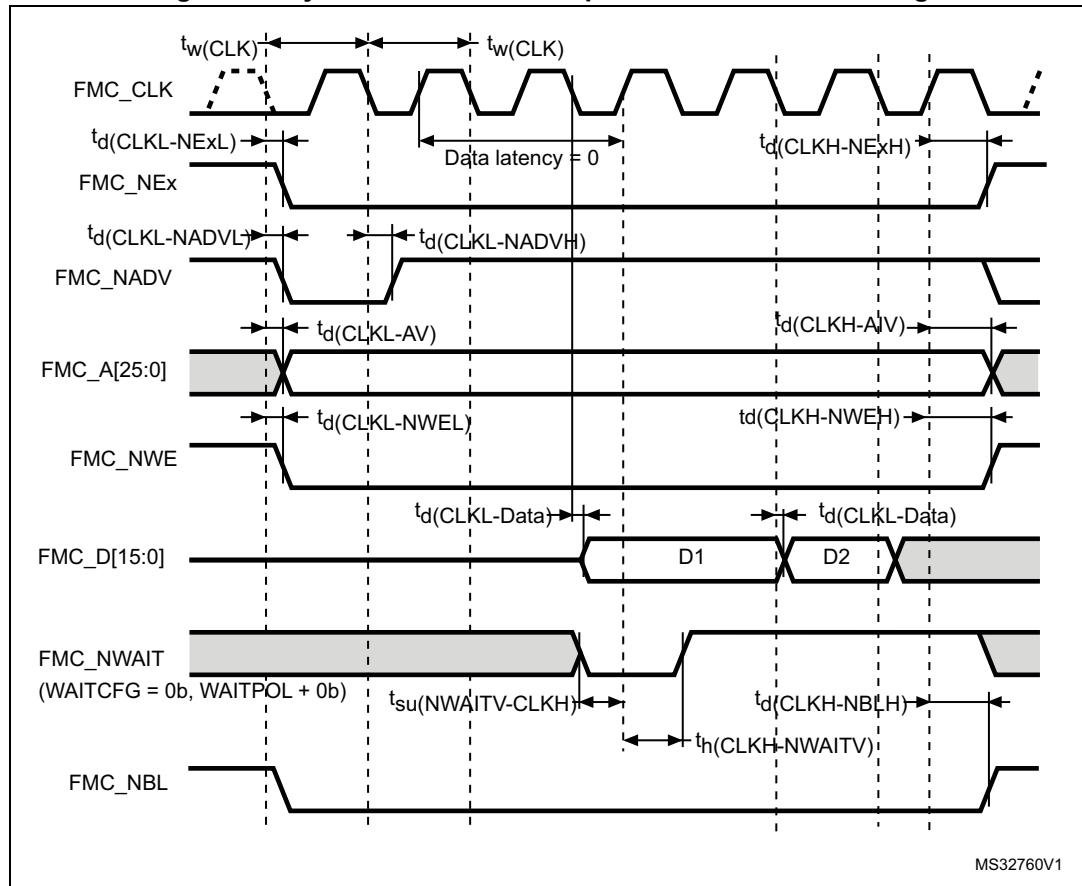 tw(CLK) tw(CLK)
FMC_CLK
td(CLKL-NExL) Data latency = 0 td(CLKH-NExH)
FMC_NEx
td(CLKL-NADVL) td(CLKL-NADVH)
FMC_NADV
td(CLKL-AV) td(CLKH-AIV)
FMC_A[25:0]
td(CLKL-NWEL) td(CLKH-NWEH)
FMC_NWE
td(CLKL-Data) td(CLKL-Data)
FMC_D[15:0] D1 D2
FMC_NWAIT
(WAITCFG = 0b, WAITPOL + 0b) tsu(NWAITV-CLKH) td(CLKH-NBLH)
th(CLKH-NWAITV)
FMC_NBL
MS32760V1